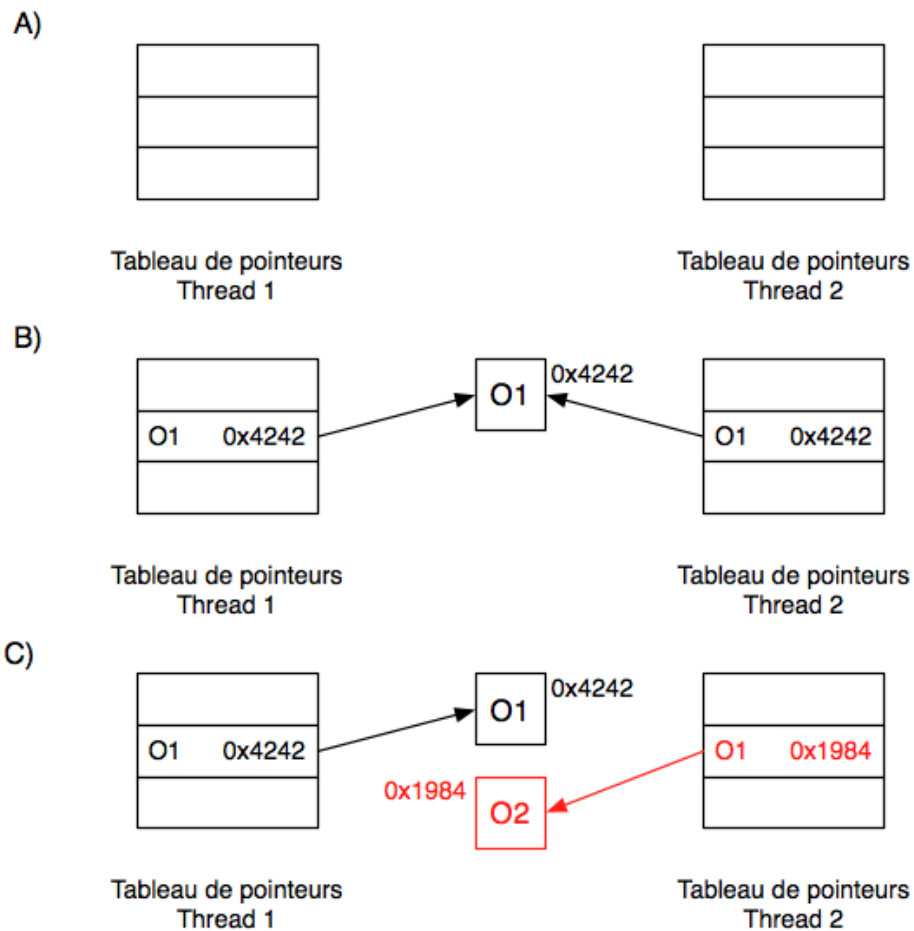 A)
Tableau de pointeurs
Thread 1
Tableau de pointeurs
Thread 2
B)
O1 0x4242
O1
0x4242
O1 0x4242
Tableau de pointeurs
Thread 1
Tableau de pointeurs
Thread 2
C)
O1 0x4242
O1
0x4242
0x1984
O2
O1 0x1984
Tableau de pointeurs
Thread 1
Tableau de pointeurs
Thread 2